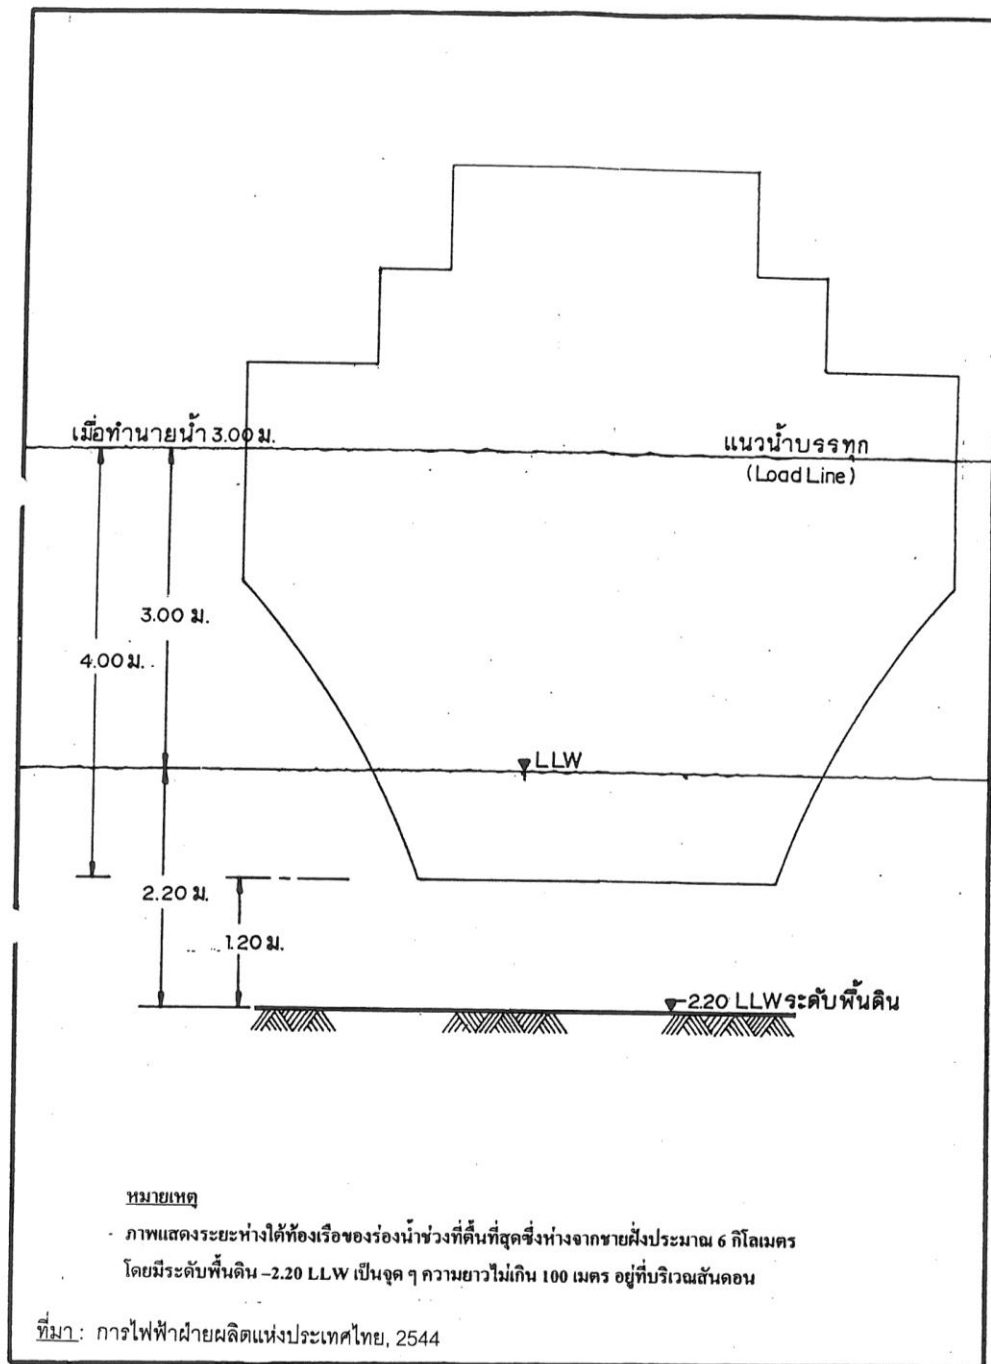 เมื่อทำนายน้ำ 3.00 ม.
แนวน้ำบรรทุก
(Load Line)
3.00 ม.
4.00 ม.
LLW
2.20 ม.
1.20 ม.
-2.20 LLW ระดับพื้นดิน
หมายเหตุ
ภาพแสดงระยะห่างใต้ท้องเรือของร่องน้ำช่วงที่ตื้นที่สุดซึ่งห่างจากชายฝั่งประมาณ 6 กิโลเมตร
โดยมีระดับพื้นดิน –2.20 LLW เป็นจุด ๆ ความยาวไม่เกิน 100 เมตร อยู่ที่บริเวณสันดอน
ที่มา : การไฟฟ้าฝ่ายผลิตแห่งประเทศไทย, 2544